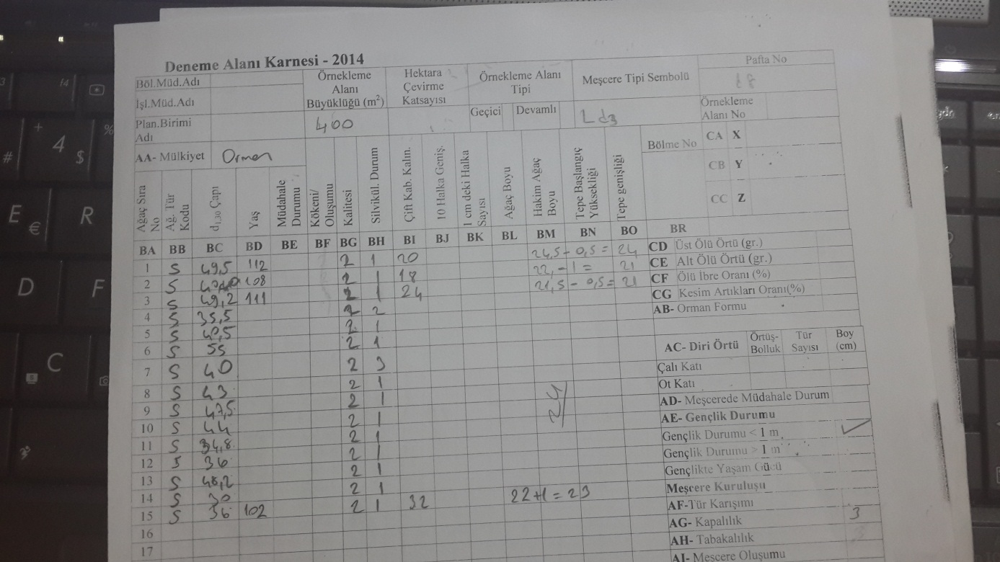 Deneme Alanı Karnesi - 2014
Böl.Müd.Adı
İşl.Müd.Adı
Plan.Birimi Adı
Örnekleme Alanı Büyüklüğü (m²)
400
Hektara Çevirme Katsayısı
Örnekleme Alanı Tipi
Geçici Devamlı
Meşcere Tipi Sembolü
Ld3
Pafta No
Örnekleme Alanı No
AA- Mülkiyet Orman
Bölme No
CA X
CB Y
CC Z
Ağaç Sıra No
Ağ. Tür Kodu
d1,30 Çapı
Yaş
Müdahale Durumu
Kökeni/ Oluşumu
Kalitesi
Silvikül. Durum
Çift Kab. Kalın.
10 Halka Geniş.
1 cm deki Halka Sayısı
Ağaç Boyu
Hakim Ağaç Boyu
Tepe Başlangıç Yüksekliği
Tepe genişliği
BA BB BC BD BE BF BG BH BI BJ BK BL BM BN BO BR
1 S 49,5 112 2 1 20 24,5 - 0,5 = 24
2 S 108 2 1 18 22,-1 = 21
3 S 49,2 111 2 1 24 21,5 - 0,5 = 21
4 S 35,5 2 2
5 S 40,5 2 1
6 S 55 2 1
7 S 40 2 3
8 S 43 2 1
9 S 47,5 2 1
10 S 44 2 1
11 S 34,8 2 1
12 S 36 2 1
13 S 48,2 2 1
14 S 30 2 1
15 S 36 102 2 1 32 22+1=23
16
17
24
CD Üst Ölü Örtü (gr.)
CE Alt Ölü Örtü (gr.)
CF Ölü İbre Oranı (%)
CG Kesim Artıkları Oranı(%)
AB- Orman Formu
AC- Diri Örtü Örtüş-Bolluk Tür Sayısı Boy (cm)
Çalı Katı
Ot Katı
AD- Meşcerede Müdahale Durum
AE- Gençlik Durumu
Gençlik Durumu < 1 m
Gençlik Durumu > 1 m
Gençlikte Yaşam Gücü
Meşcere Kuruluşu
AF-Tür Karışımı
AG- Kapalılık 3
AH- Tabakalılık
AI- Meşcere Oluşumu
4
$
%
#
E
€
R
D
F
C
f4